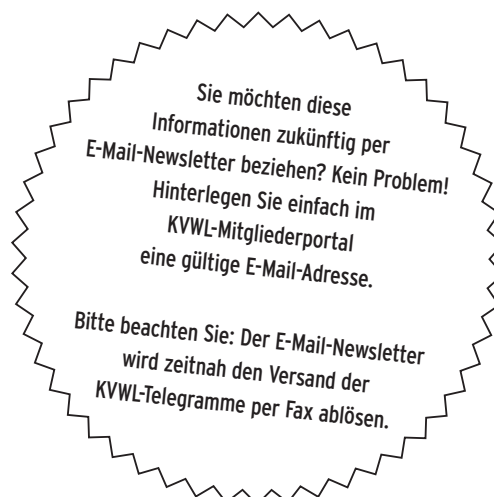 Sie möchten diese
Informationen zukünftig per
E-Mail-Newsletter beziehen? Kein Problem!
Hinterlegen Sie einfach im
KVWL-Mitgliederportal
eine gültige E-Mail-Adresse.
Bitte beachten Sie: Der E-Mail-Newsletter
wird zeitnah den Versand der
KVWL-Telegramme per Fax ablösen.